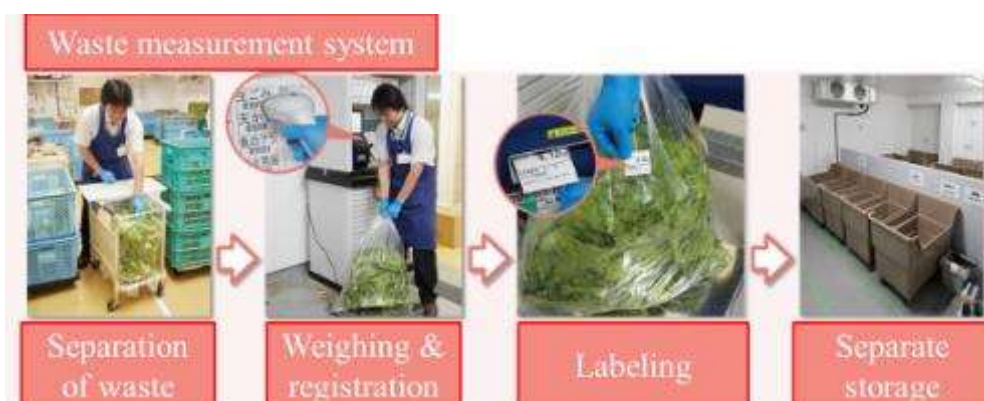 Waste measurement system
Separation
of waste
Weighing &
registration
Labeling
Separate
storage